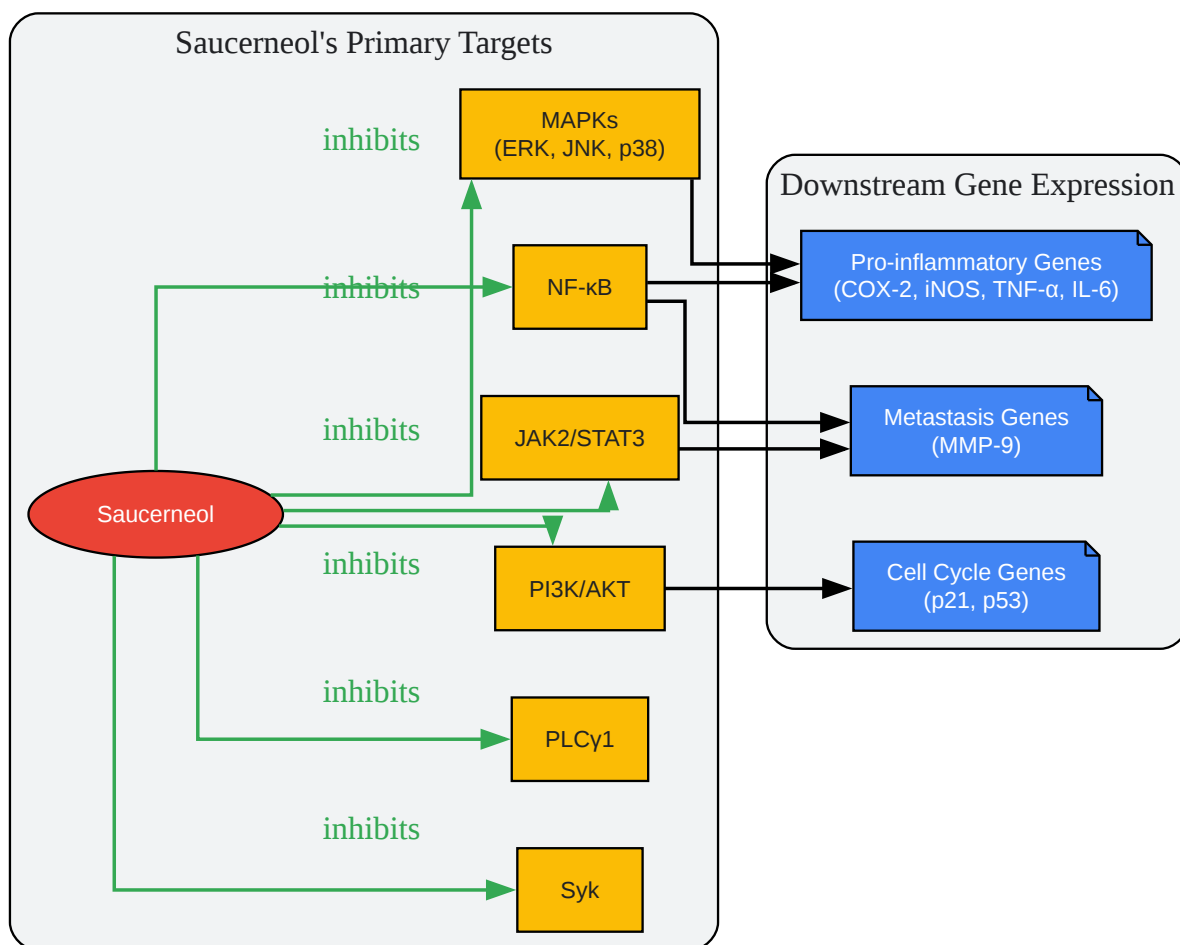 Saucerneol's Primary Targets
inhibits
MAPKs
(ERK, JNK, p38)
inhibits
NF-κB
inhibits
JAK2/STAT3
Saucerneol
inhibits
PI3K/AKT
inhibits
PLCγ1
inhibits
Syk
Downstream Gene Expression
Pro-inflammatory Genes
(COX-2, iNOS, TNF-α, IL-6)
Metastasis Genes
(MMP-9)
Cell Cycle Genes
(p21, p53)